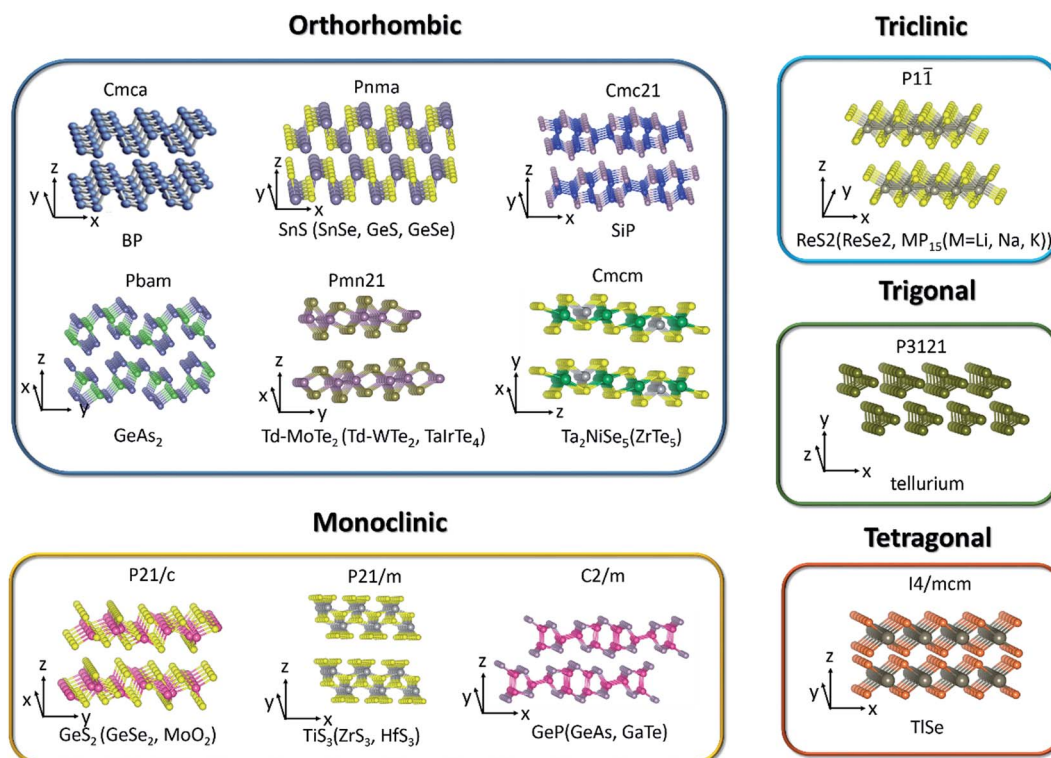 Orthorhombic
Cmca
z
y
x
BP
Pnma
z
y
x
SnS (SnSe, GeS, GeSe)
Cmc21
z
y
x
SiP
Pbam
z
x
y
GeAs₂
Pmn21
z
x
y
Td-MoTe₂ (Td-WTe₂, TaIrTe₄)
Cmcm
y
x
z
Ta₂NiSe₅(ZrTe₅)
Monoclinic
P21/c
z
x
y
GeS₂ (GeSe₂, MoO₂)
P21/m
z
y
x
TiS₃(ZrS₃, HfS₃)
C2/m
z
y
x
GeP(GeAs, GaTe)
Triclinic
P11̄
z
y
x
ReS2(ReSe2, MP₁₅(M=Li, Na, K))
Trigonal
P3121
y
z
x
tellurium
Tetragonal
I4/mcm
z
y
x
TlSe